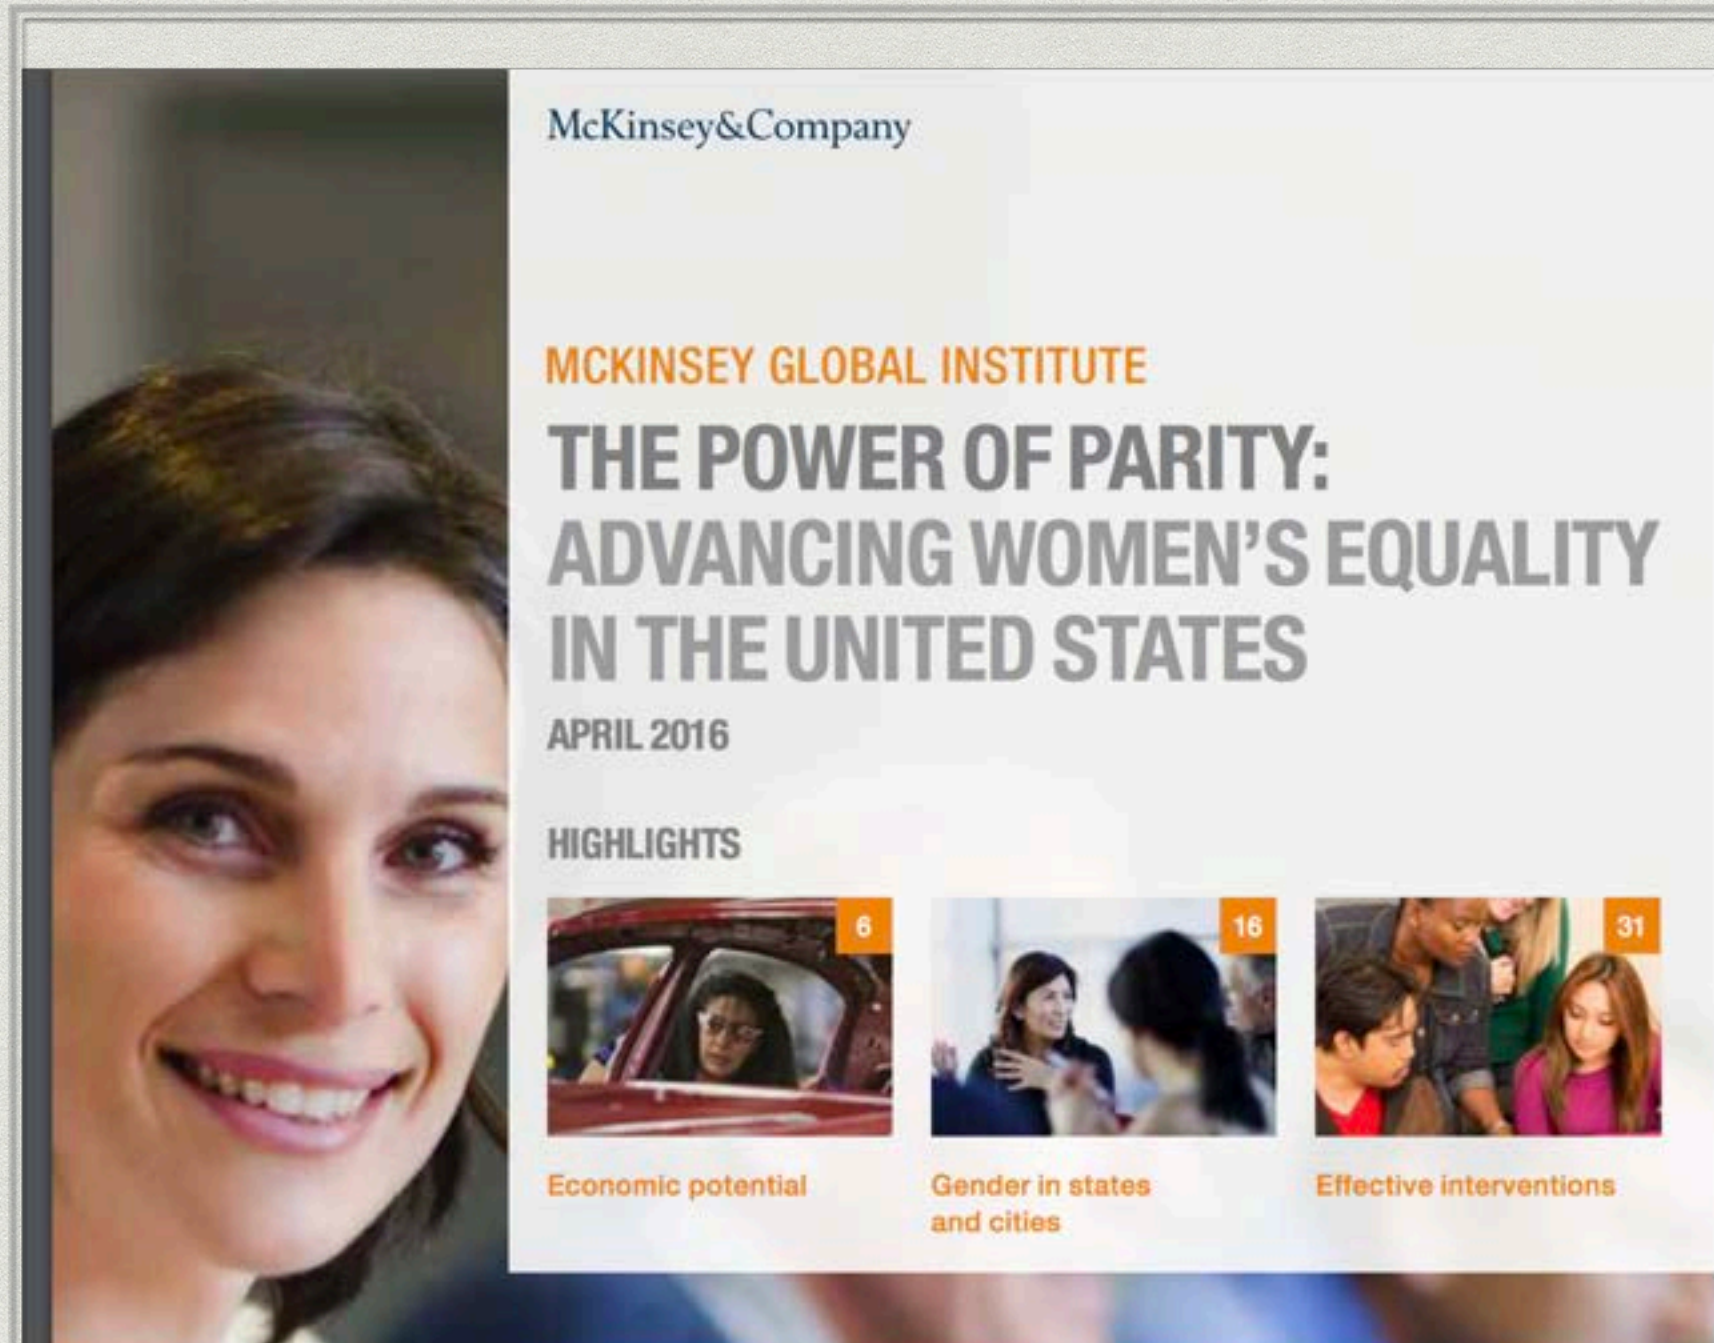 McKinsey&Company
MCKINSEY GLOBAL INSTITUTE
THE POWER OF PARITY:
ADVANCING WOMEN'S EQUALITY
IN THE UNITED STATES
APRIL 2016
HIGHLIGHTS
6
16
31
Economic potential
Gender in states
and cities
Effective interventions